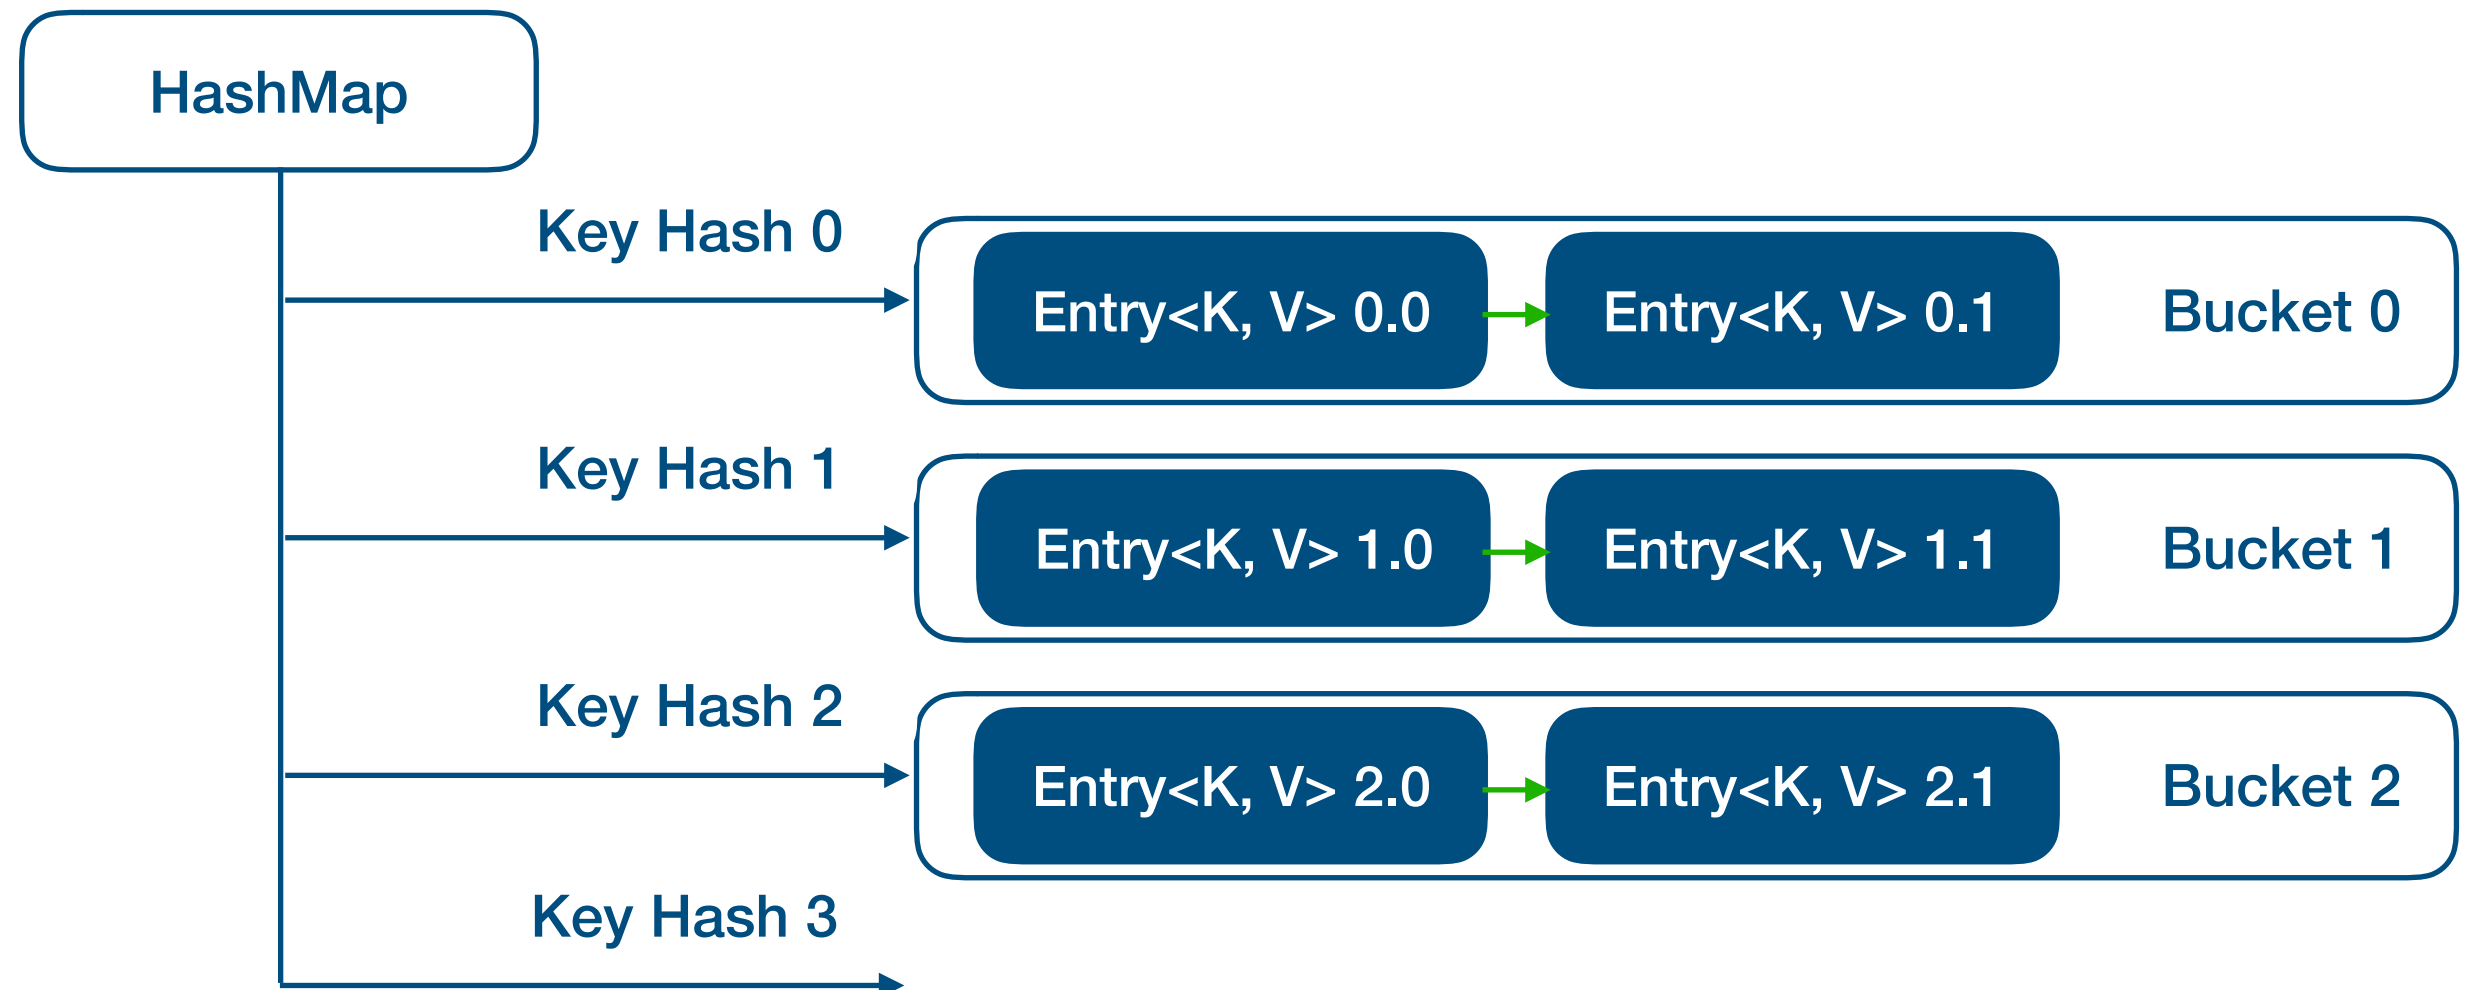 HashMap
Key Hash 0
Entry<K, V> 0.0
Entry<K, V> 0.1
Bucket 0
Key Hash 1
Entry<K, V> 1.0
Entry<K, V> 1.1
Bucket 1
Key Hash 2
Entry<K, V> 2.0
Entry<K, V> 2.1
Bucket 2
Key Hash 3